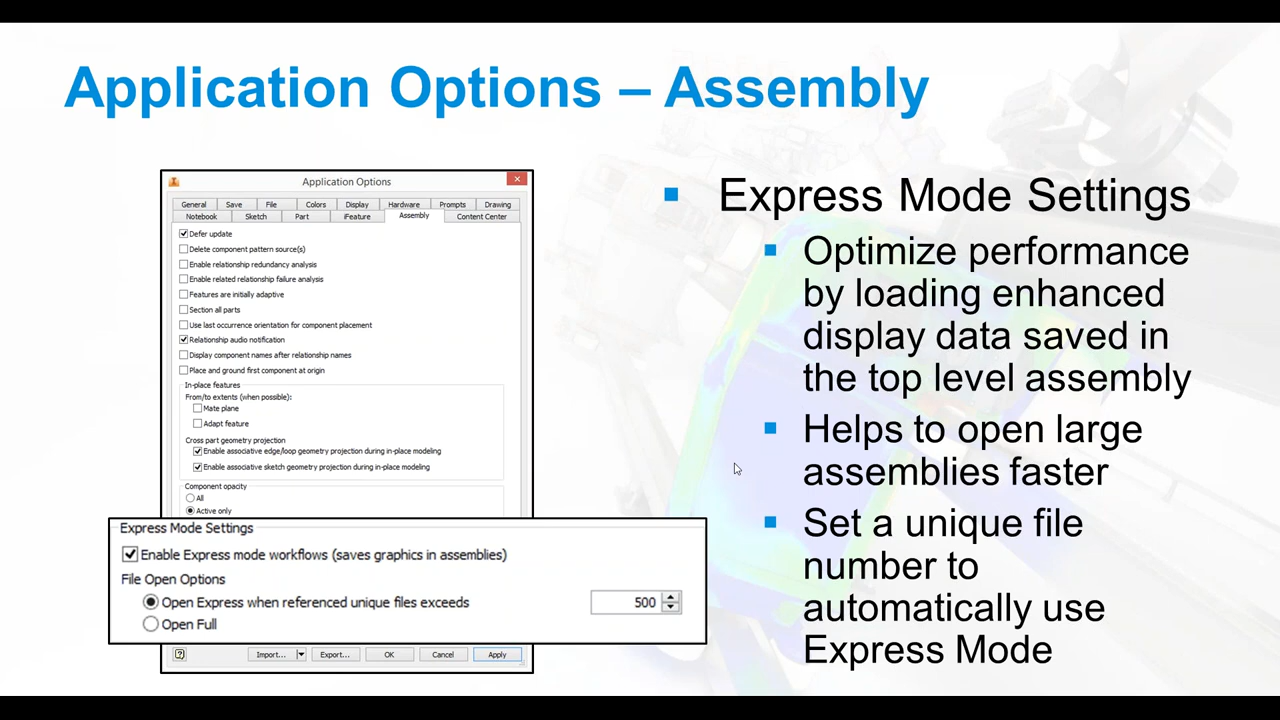 Application Options – Assembly
Application Options
General Save File Colors Display Hardware Prompts Drawing
Notebook Sketch Part iFeature Assembly Content Center
Defer update
Delete component pattern source(s)
Enable relationship redundancy analysis
Enable related relationship failure analysis
Features are initially adaptive
Section all parts
Use last occurrence orientation for component placement
Relationship audio notification
Display component names after relationship names
Place and ground first component at origin
In-place features
From/to extents (when possible):
Mate plane
Adapt feature
Cross part geometry projection
Enable associative edge/loop geometry projection during in-place modeling
Enable associative sketch geometry projection during in-place modeling
Component opacity
All
Active only
Express Mode Settings
Enable Express mode workflows (saves graphics in assemblies)
File Open Options
Open Express when referenced unique files exceeds 500
Open Full
? Import... Export... OK Cancel Apply
Express Mode Settings
Optimize performance
by loading enhanced
display data saved in
the top level assembly
Helps to open large
assemblies faster
Set a unique file
number to
automatically use
Express Mode